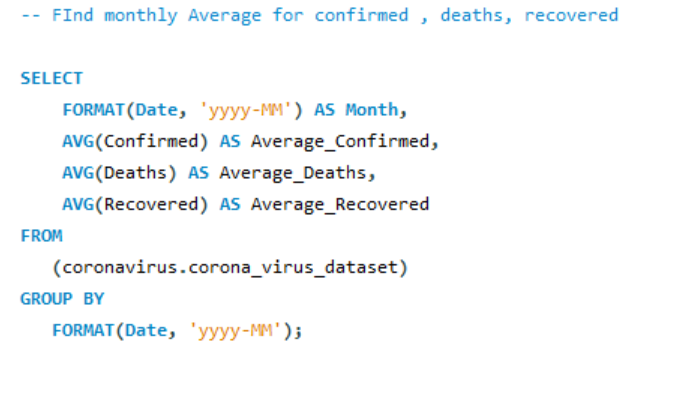 -- FInd monthly Average for confirmed , deaths, recovered
SELECT
FORMAT(Date, 'yyyy-MM') AS Month,
AVG(Confirmed) AS Average_Confirmed,
AVG(Deaths) AS Average_Deaths,
AVG(Recovered) AS Average_Recovered
FROM
(coronavirus.corona_virus_dataset)
GROUP BY
FORMAT(Date, 'yyyy-MM');